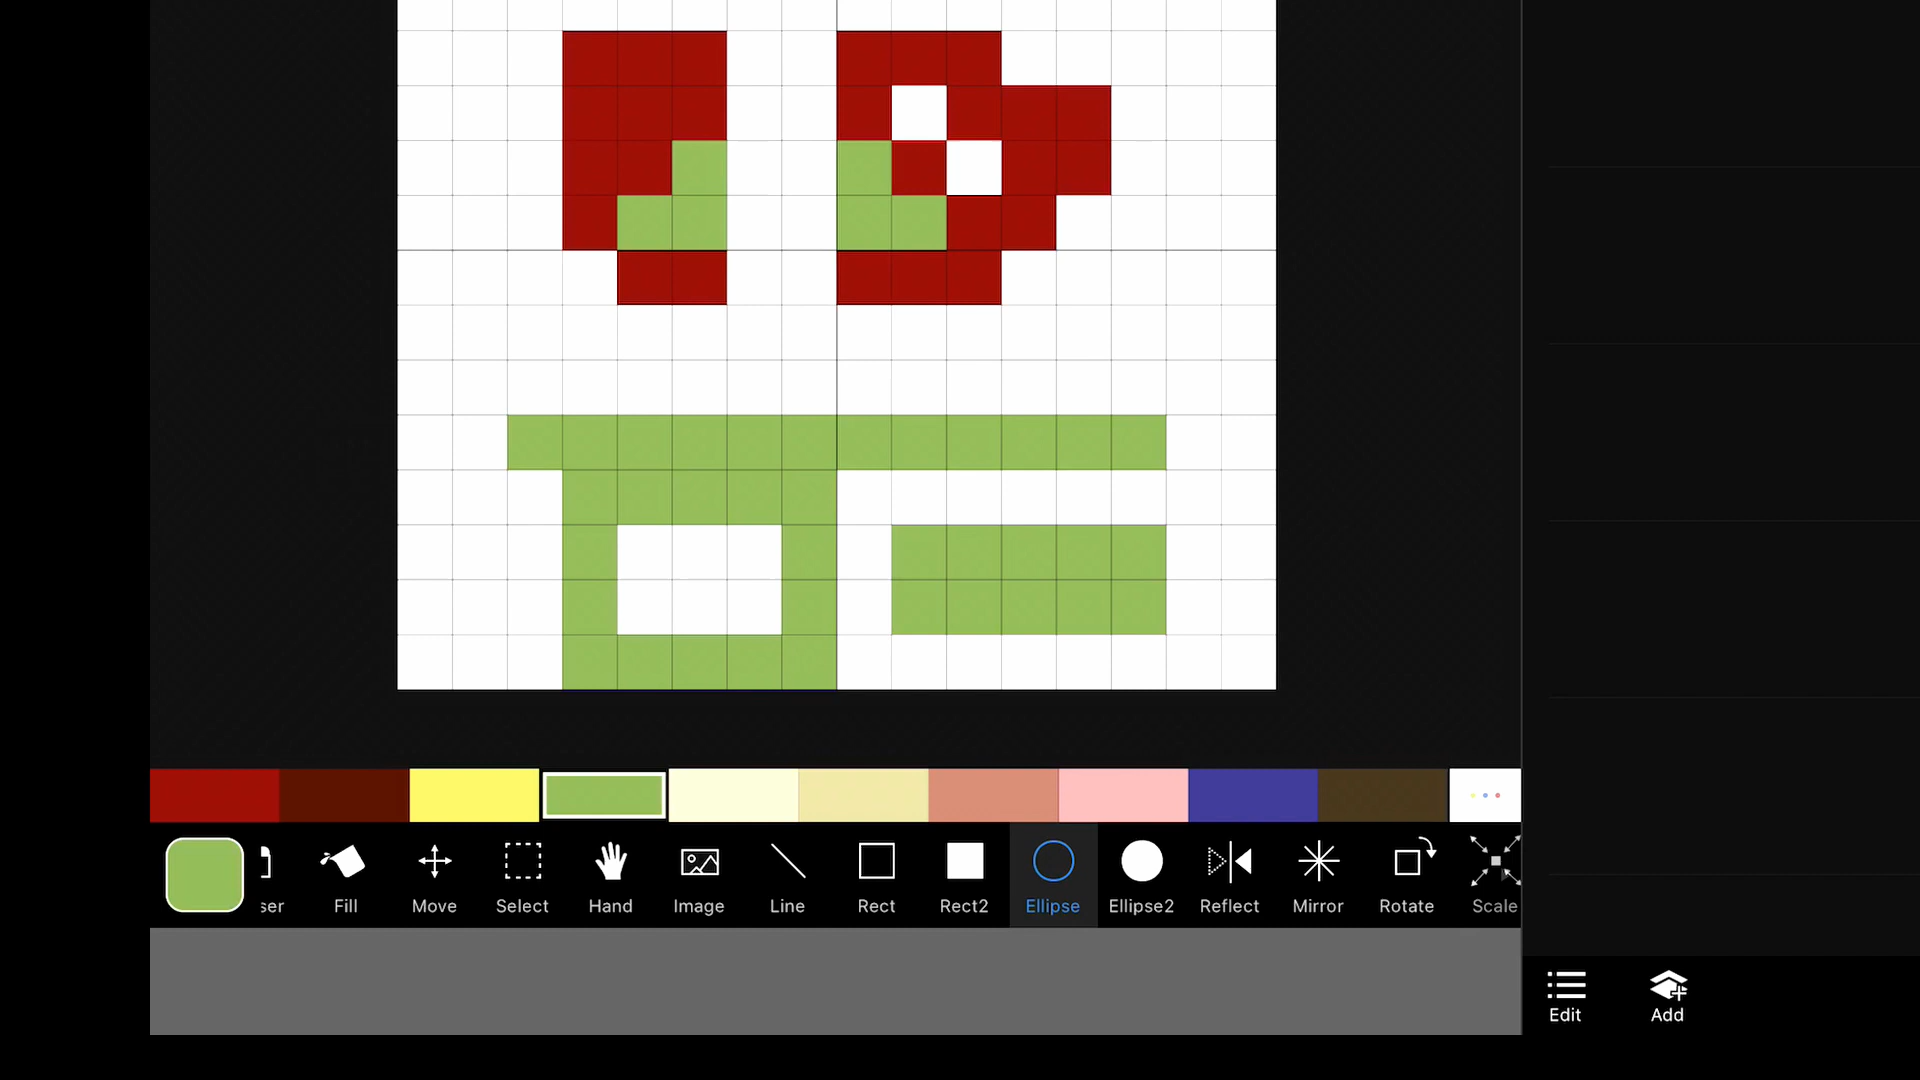 ser
Fill
Move
Select
Hand
Image
Line
Rect
Rect2
Ellipse
Ellipse2
Reflect
Mirror
Rotate
Scale
Edit
Add